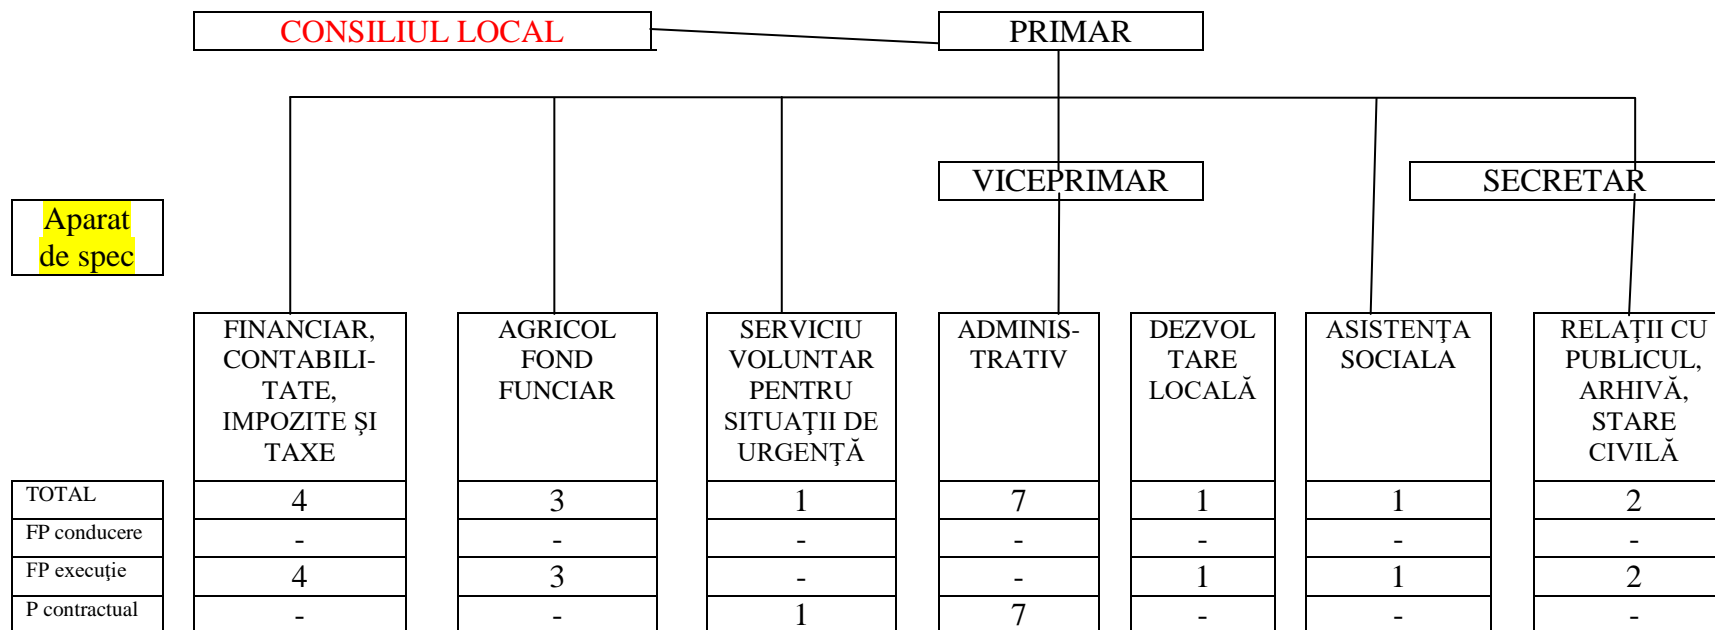 CONSILIUL LOCAL
PRIMAR
VICEPRIMAR
SECRETAR
Aparat
de spec
FINANCIAR,
CONTABILI-
TATE,
IMPOZITE ŞI
TAXE
AGRICOL
FOND
FUNCIAR
SERVICIU
VOLUNTAR
PENTRU
SITUAŢII DE
URGENŢĂ
ADMINIS-
TRATIV
DEZVOL
TARE
LOCALĂ
ASISTENŢA
SOCIALA
RELAŢII CU
PUBLICUL,
ARHIVĂ,
STARE
CIVILĂ
TOTAL 4 3 1 7 1 1 2
FP conducere - - - - - - -
FP execuţie 4 3 - - 1 1 2
P contractual - - 1 7 - - -